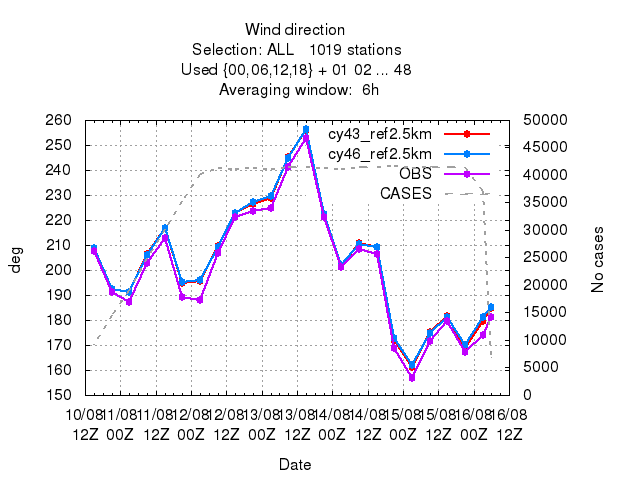 Wind direction
Selection: ALL   1019 stations
Used {00,06,12,18} + 01 02 ... 48
Averaging window:  6h
260
250
240
230
220
210
200
190
180
170
160
150
deg
50000
45000
40000
35000
30000
25000
20000
15000
10000
5000
0
No cases
cy43_ref2.5km
cy46_ref2.5km
OBS
CASES
10/08 11/08 11/08 12/08 12/08 13/08 13/08 14/08 14/08 15/08 15/08 16/08 16/08
12Z 00Z 12Z 00Z 12Z 00Z 12Z 00Z 12Z 00Z 12Z 00Z 12Z
Date